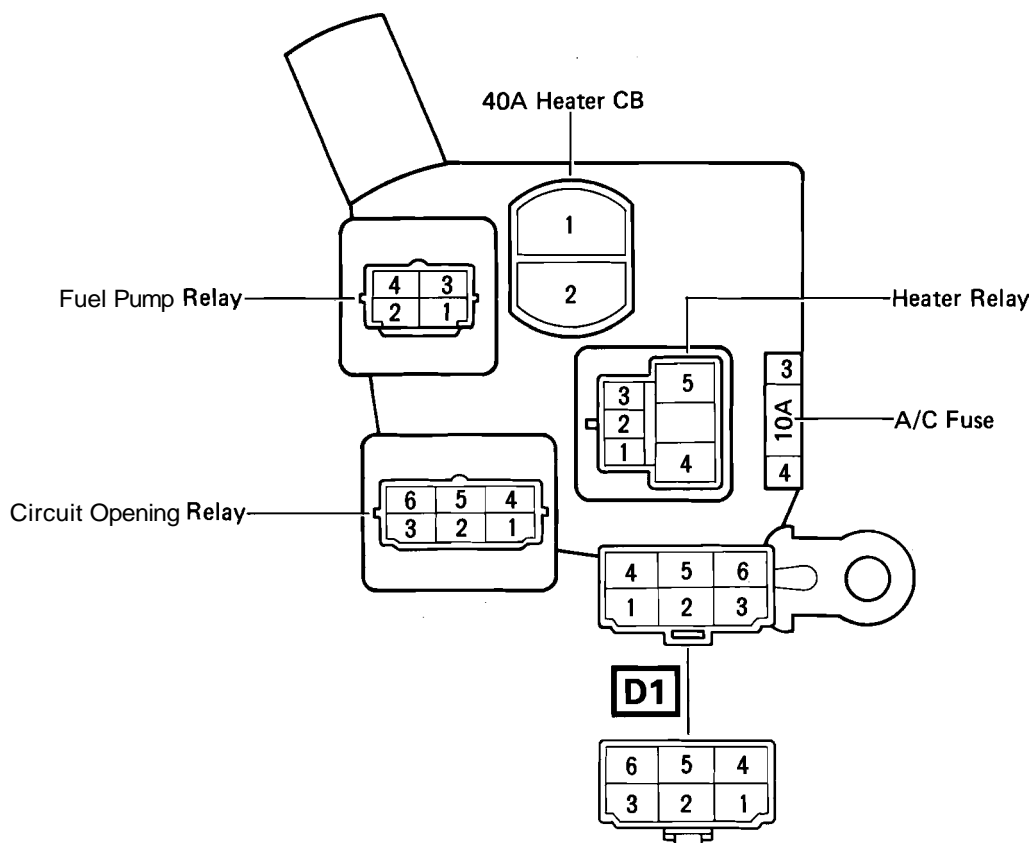 40A Heater CB
1
2
Fuel Pump Relay
4 3
2 1
Heater Relay
3
2
1
5
4
3
10A
4
A/C Fuse
Circuit Opening Relay
6 5 4
3 2 1
4 5 6
1 2 3
D1
6 5 4
3 2 1